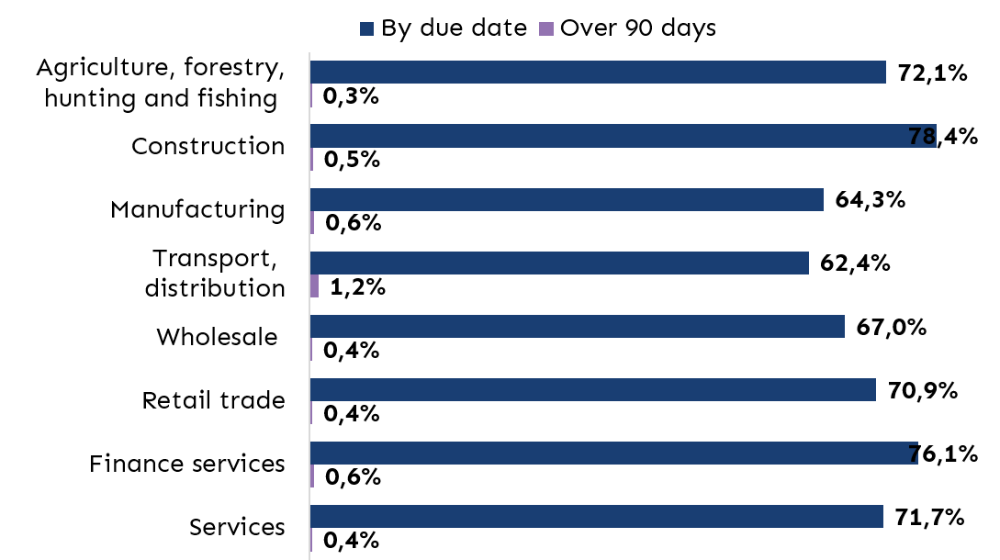 By due date Over 90 days
Agriculture, forestry,
hunting and fishing
72,1%
0,3%
Construction
78,4%
0,5%
Manufacturing
64,3%
0,6%
Transport,
distribution
62,4%
1,2%
Wholesale
67,0%
0,4%
Retail trade
70,9%
0,4%
Finance services
76,1%
0,6%
Services
71,7%
0,4%